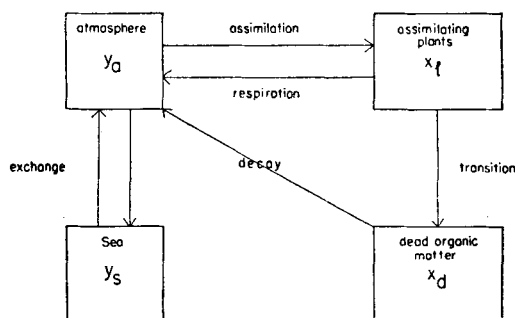 atmosphere
y_a
assimilation
assimilating
plants
x_ℓ
respiration
exchange
decay
transition
Sea
y_s
dead organic
matter
x_d